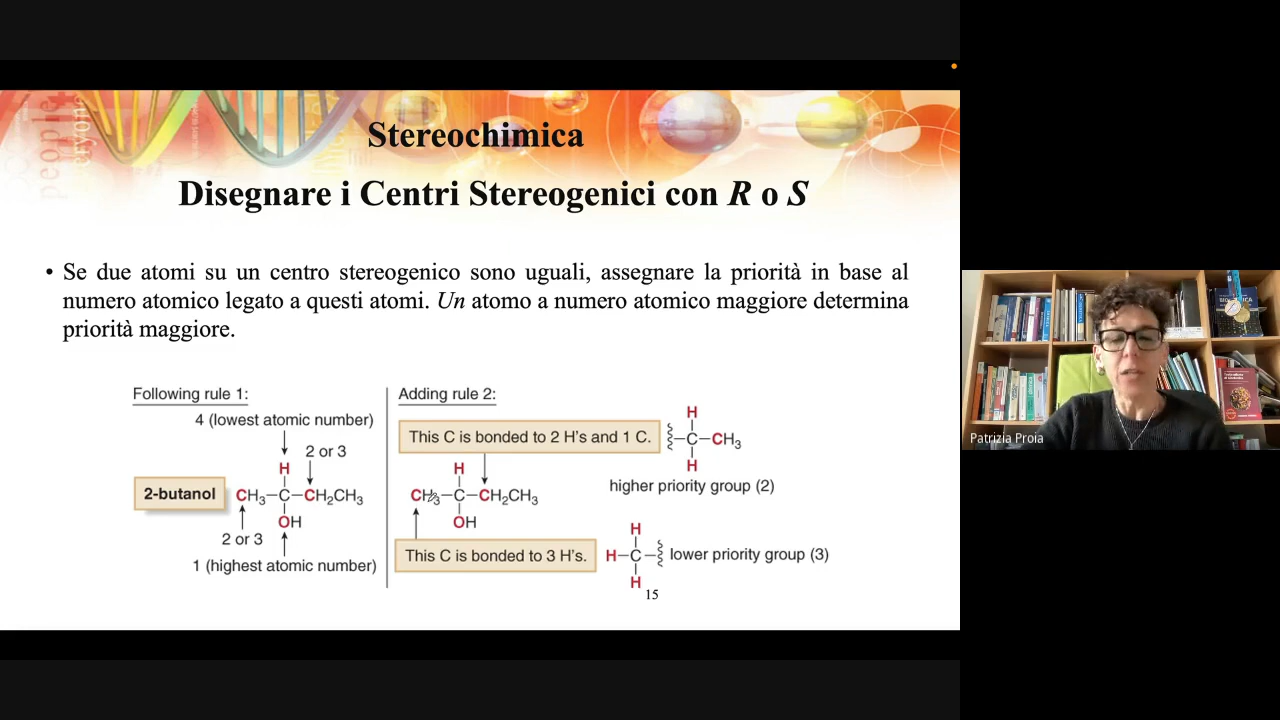 Stereochimica
Disegnare i Centri Stereogenici con R o S
• Se due atomi su un centro stereogenico sono uguali, assegnare la priorità in base al
numero atomico legato a questi atomi. Un atomo a numero atomico maggiore determina
priorità maggiore.
Following rule 1:
4 (lowest atomic number)
2 or 3
H
2-butanol
CH3–C–CH2CH3
OH
2 or 3
1 (highest atomic number)
Adding rule 2:
This C is bonded to 2 H's and 1 C.
H
–C–CH3
H
higher priority group (2)
H
CH3–C–CH2CH3
OH
This C is bonded to 3 H's.
H
H–C–
H
lower priority group (3)
15
people
Patrizia Proia